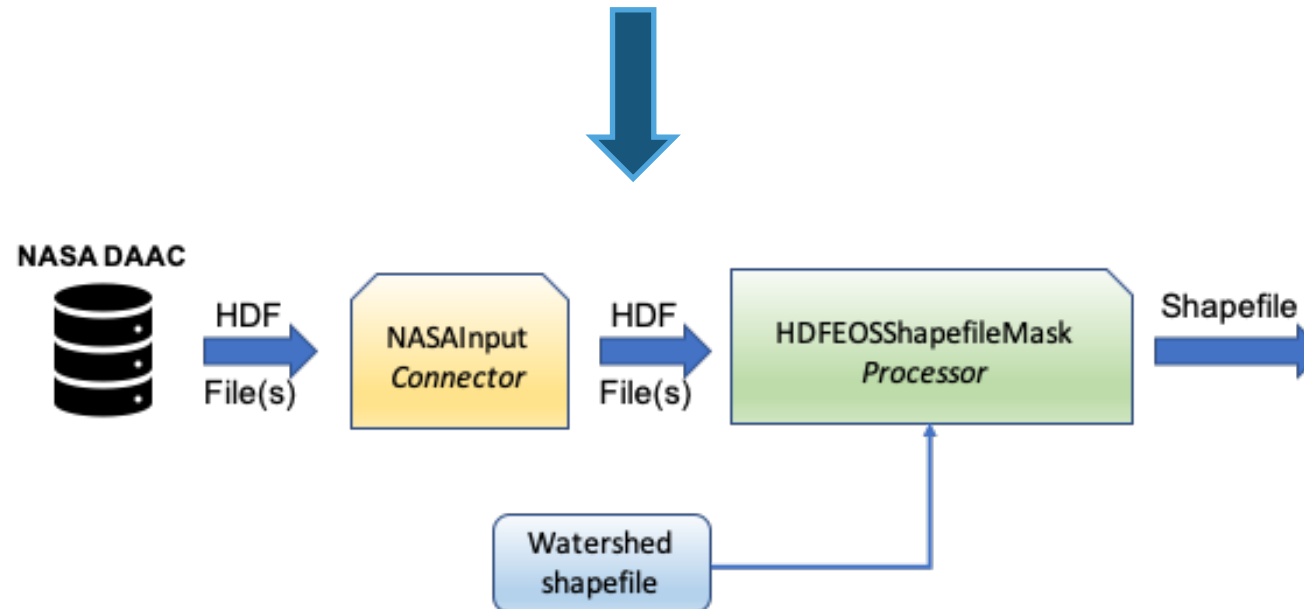 NASA DAAC
HDF
File(s)
NASAInput
Connector
HDF
File(s)
HDFEOSShapefileMask
Processor
Shapefile
Watershed
shapefile